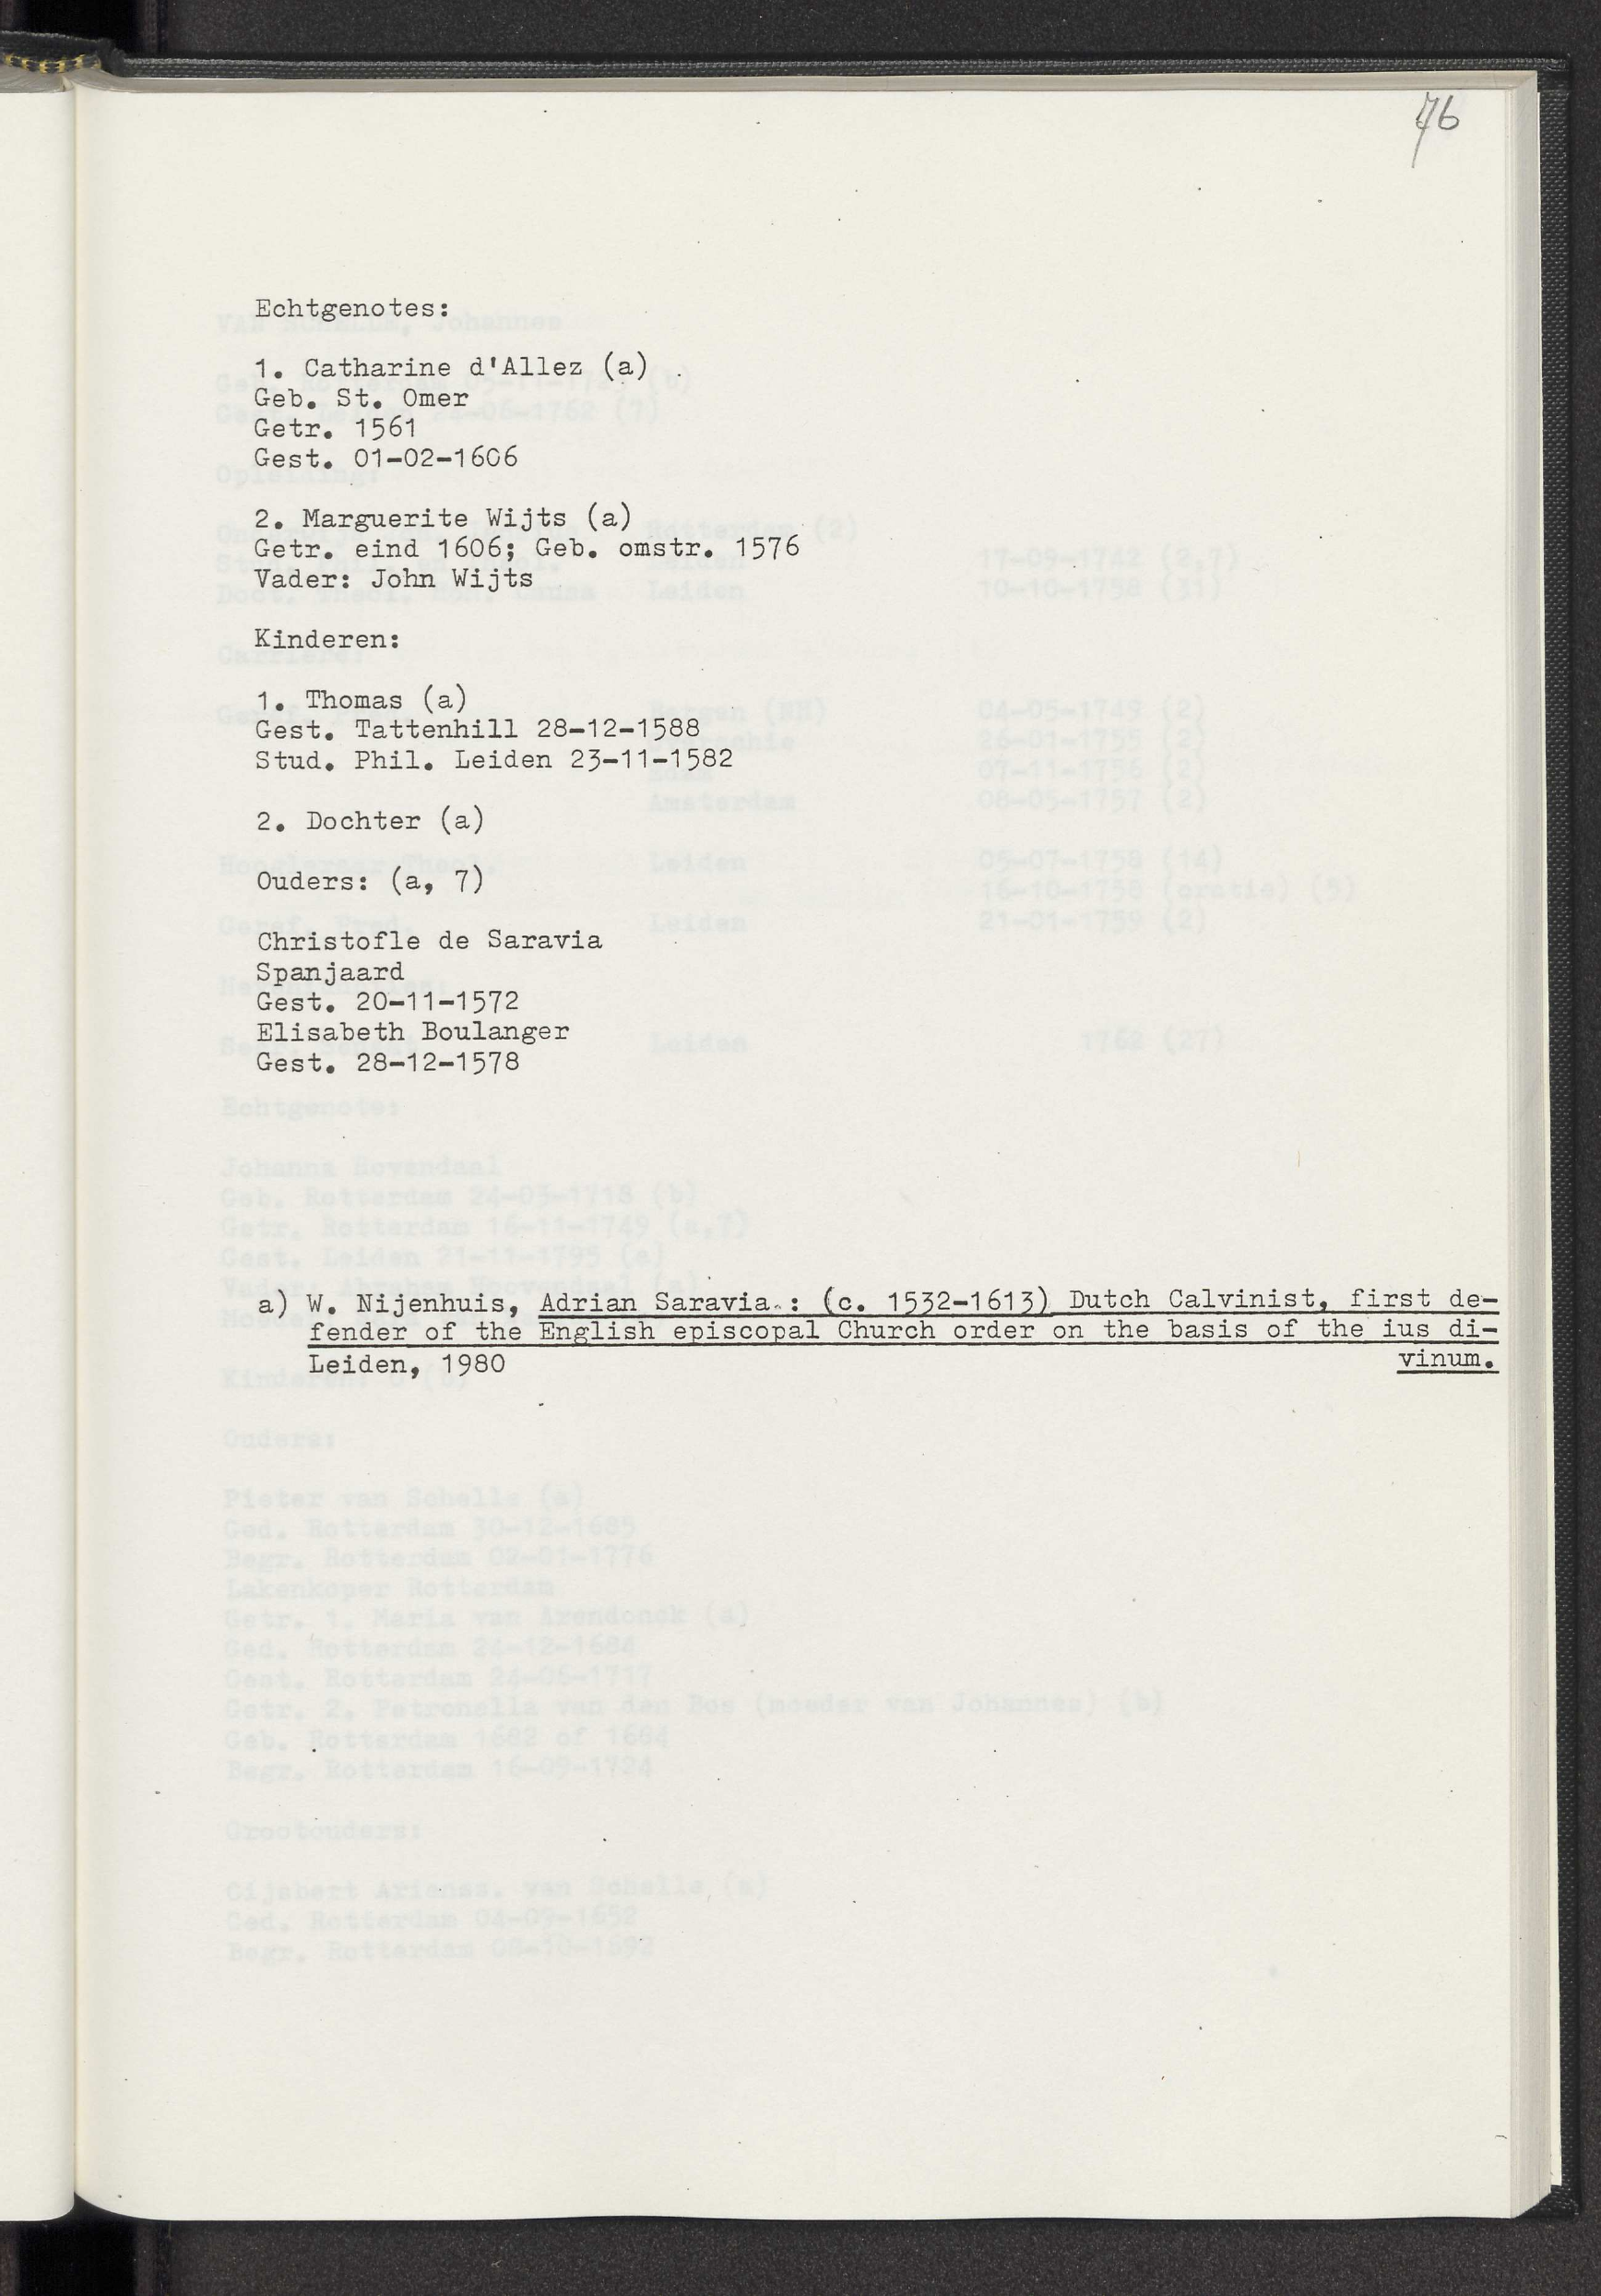 76
Echtgenotes:
1. Catharine d'Allez (a)
Geb. St. Omer
Getr. 1561
Gest. 01-02-1606
2. Marguerite Wijts (a)
Getr. eind 1606; Geb. omstr. 1576
Vader: John Wijts
Kinderen:
1. Thomas (a)
Gest. Tattenhill 28-12-1588
Stud. Phil. Leiden 23-11-1582
2. Dochter (a)
Ouders: (a, 7)
Christofle de Saravia
Spanjaard
Gest. 20-11-1572
Elisabeth Boulanger
Gest. 28-12-1578
a) W. Nijenhuis, Adrian Saravia : (c. 1532-1613) Dutch Calvinist, first de-
fender of the English episcopal Church order on the basis of the ius di-
Leiden, 1980 vinum.